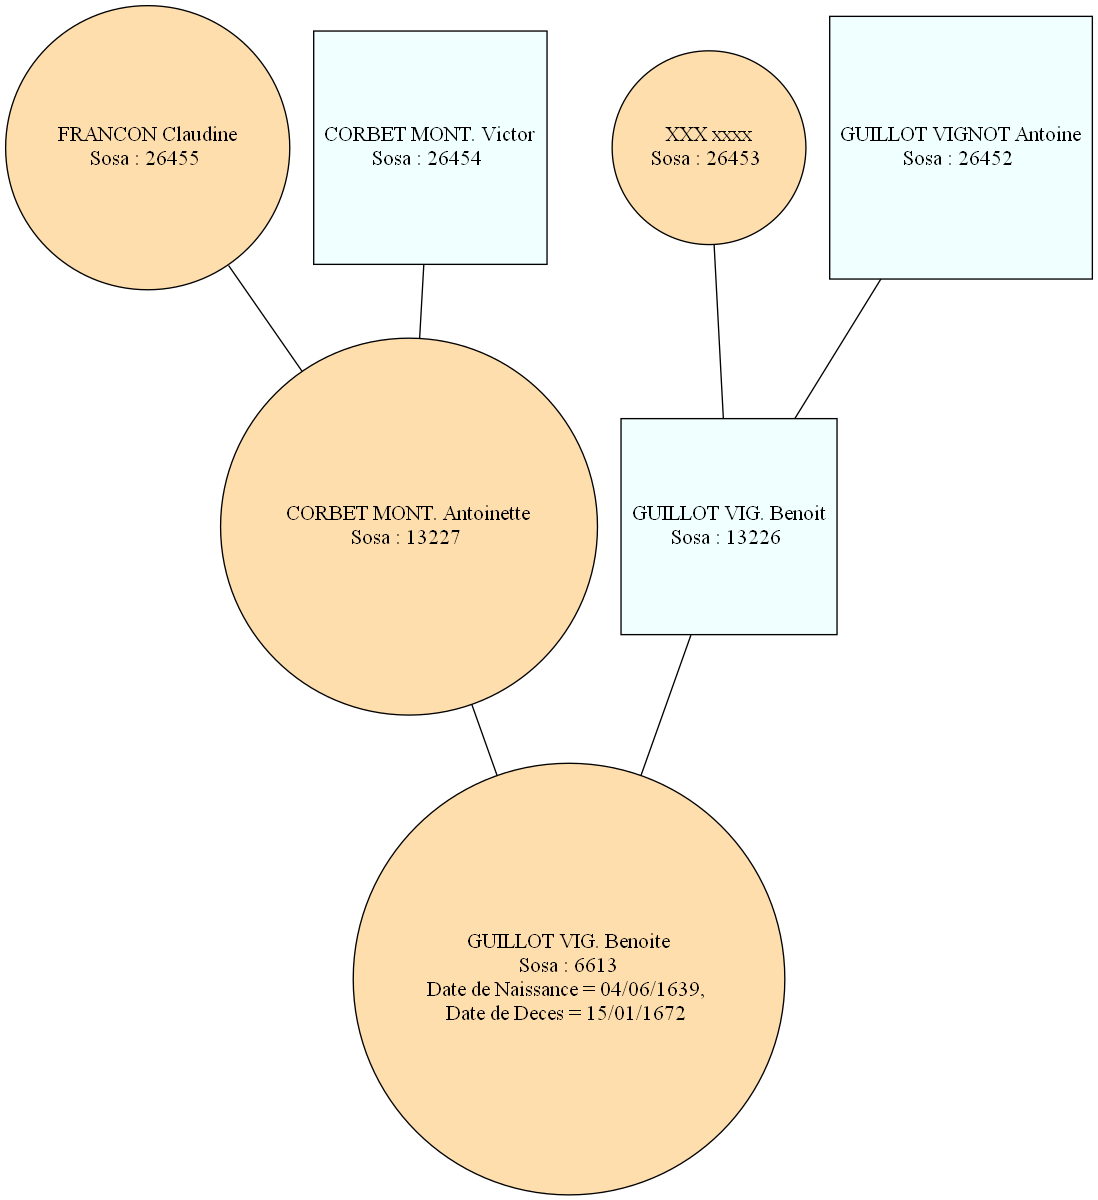 FRANCON Claudine
Sosa : 26455
CORBET MONT. Victor
Sosa : 26454
XXX xxxx
Sosa : 26453
GUILLOT VIGNOT Antoine
Sosa : 26452
CORBET MONT. Antoinette
Sosa : 13227
GUILLOT VIG. Benoit
Sosa : 13226
GUILLOT VIG. Benoite
Sosa : 6613
Date de Naissance = 04/06/1639,
Date de Deces = 15/01/1672